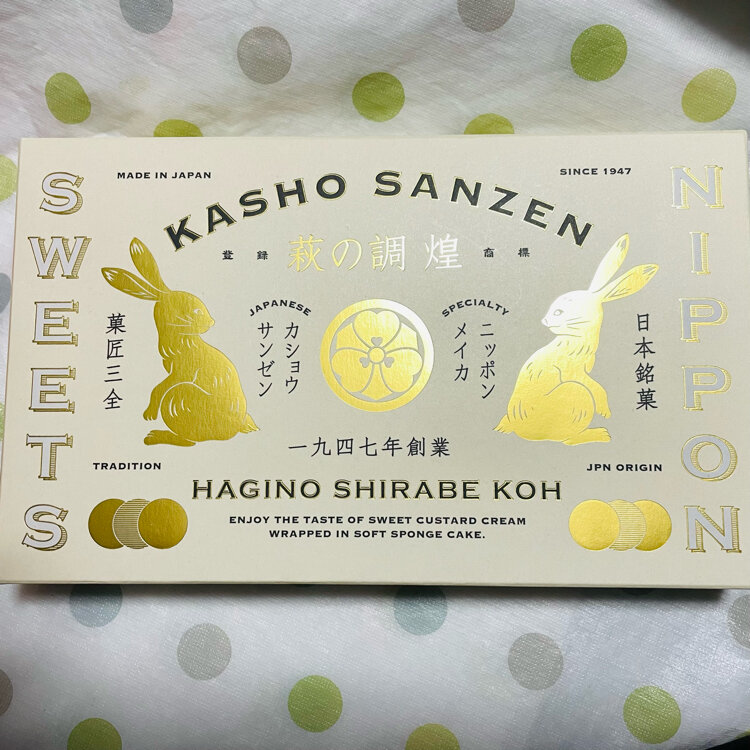 SWEETS
NIPPON
MADE IN JAPAN
SINCE 1947
KASHO SANZEN
登録 萩の調 煌 商標
JAPANESE
SPECIALTY
菓匠三全
カショウ
サンゼン
ニッポン
メイカ
日本銘菓
一九四七年創業
TRADITION
JPN ORIGIN
HAGINO SHIRABE KOH
ENJOY THE TASTE OF SWEET CUSTARD CREAM
WRAPPED IN SOFT SPONGE CAKE.